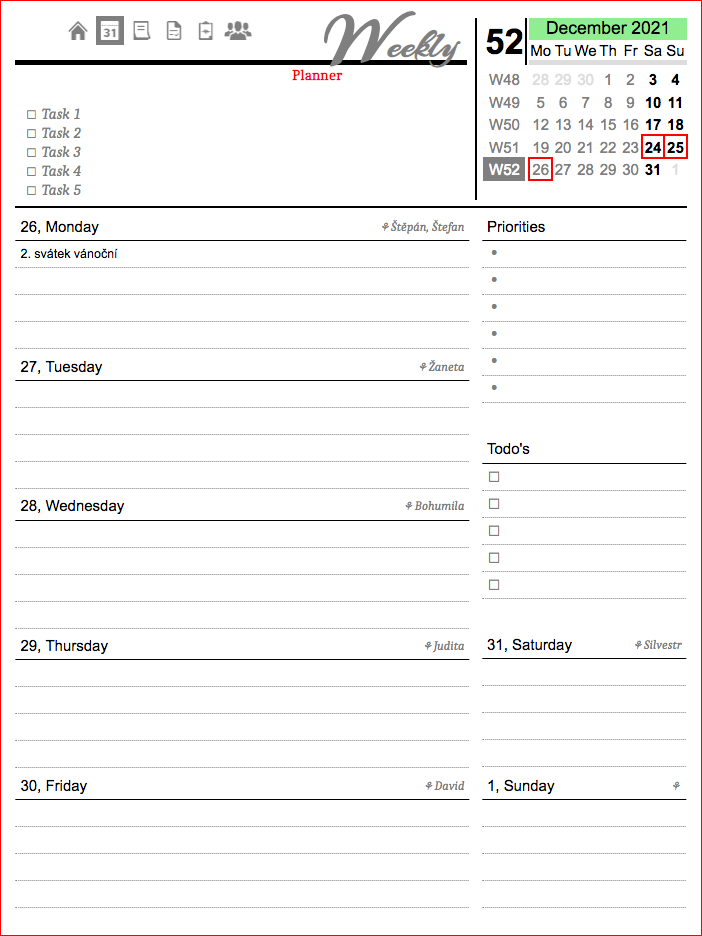 31
Weekly
Planner
Task 1
Task 2
Task 3
Task 4
Task 5
52
December 2021
Mo Tu We Th Fr Sa Su
W48 28 29 30 1 2 3 4
W49 5 6 7 8 9 10 11
W50 12 13 14 15 16 17 18
W51 19 20 21 22 23 24 25
W52 26 27 28 29 30 31 1
26, Monday
Štěpán, Štefan
2. svátek vánoční
27, Tuesday
Žaneta
28, Wednesday
Bohumila
29, Thursday
Judita
30, Friday
David
Priorities
Todo's
31, Saturday
Silvestr
1, Sunday